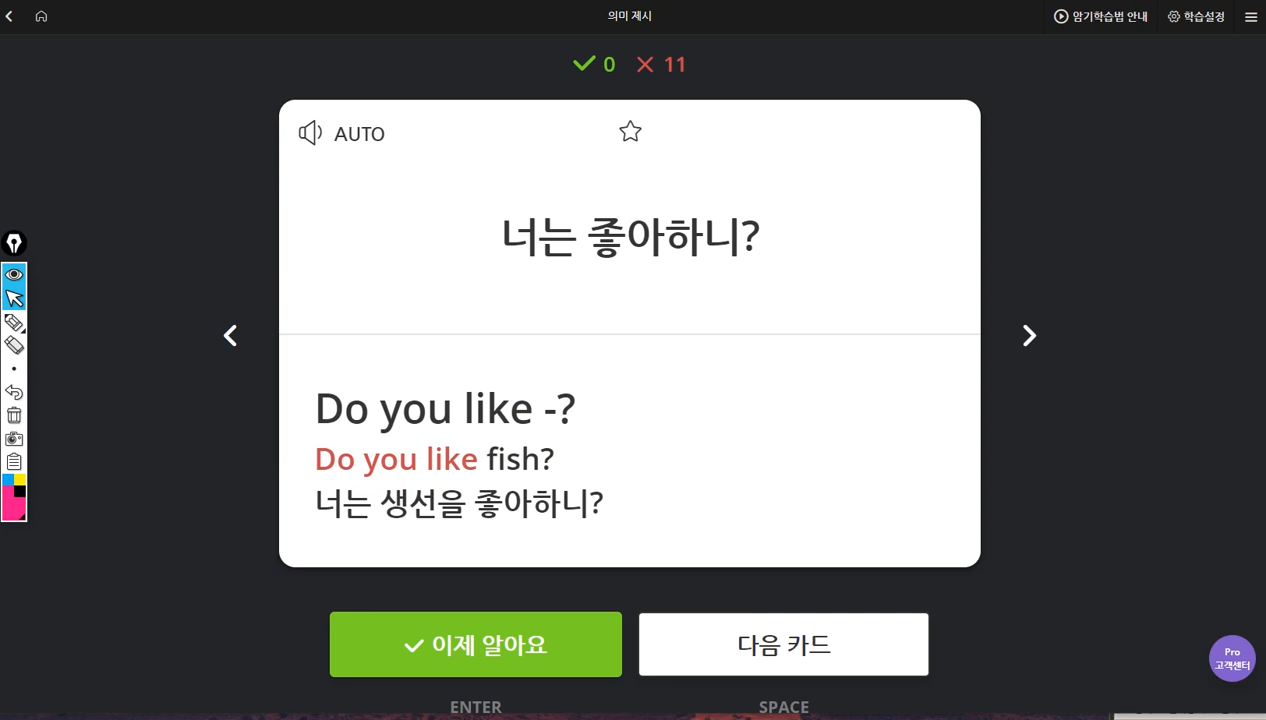 의미 제시
암기학습법 안내
학습설정
0 11
AUTO
너는 좋아하니?
Do you like -?
Do you like fish?
너는 생선을 좋아하니?
이제 알아요
다음 카드
ENTER
SPACE
Pro
고객센터